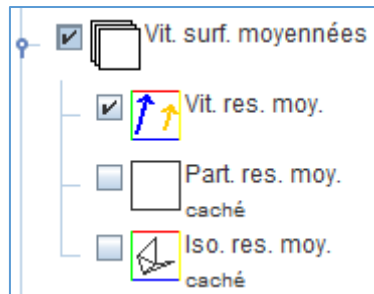 Vit. surf. moyennées
Vit. res. moy.
Part. res. moy.
caché
Iso. res. moy.
caché